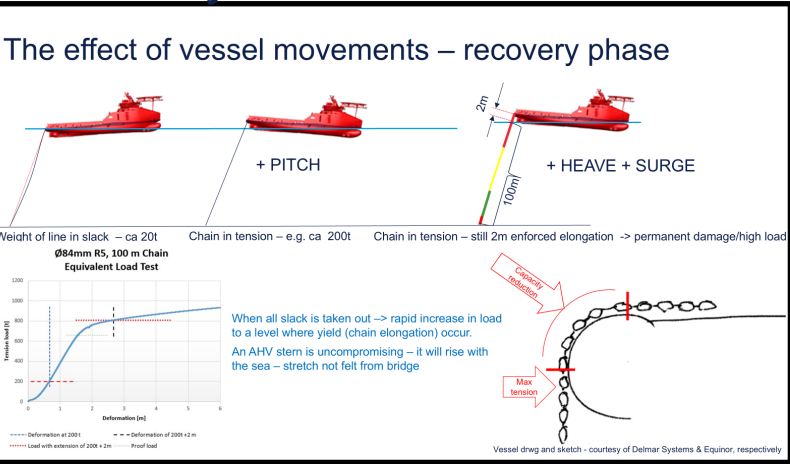 The effect of vessel movements – recovery phase
2m
100m
+ PITCH
+ HEAVE + SURGE
Weight of line in slack – ca 20t
Chain in tension – e.g. ca 200t
Chain in tension – still 2m enforced elongation -> permanent damage/high load
Ø84mm R5, 100 m Chain
Equivalent Load Test
Tension load [t]
1200
1000
800
600
400
200
0
0 1 2 3 4 5 6
Deformation [m]
Deformation at 200t
Deformation of 200t +2 m
Load with extension of 200t + 2m
Proof load
When all slack is taken out –> rapid increase in load
to a level where yield (chain elongation) occur.
An AHV stern is uncompromising – it will rise with
the sea – stretch not felt from bridge
Capacity
reduction
Max
tension
Vessel drwg and sketch - courtesy of Delmar Systems & Equinor, respectively